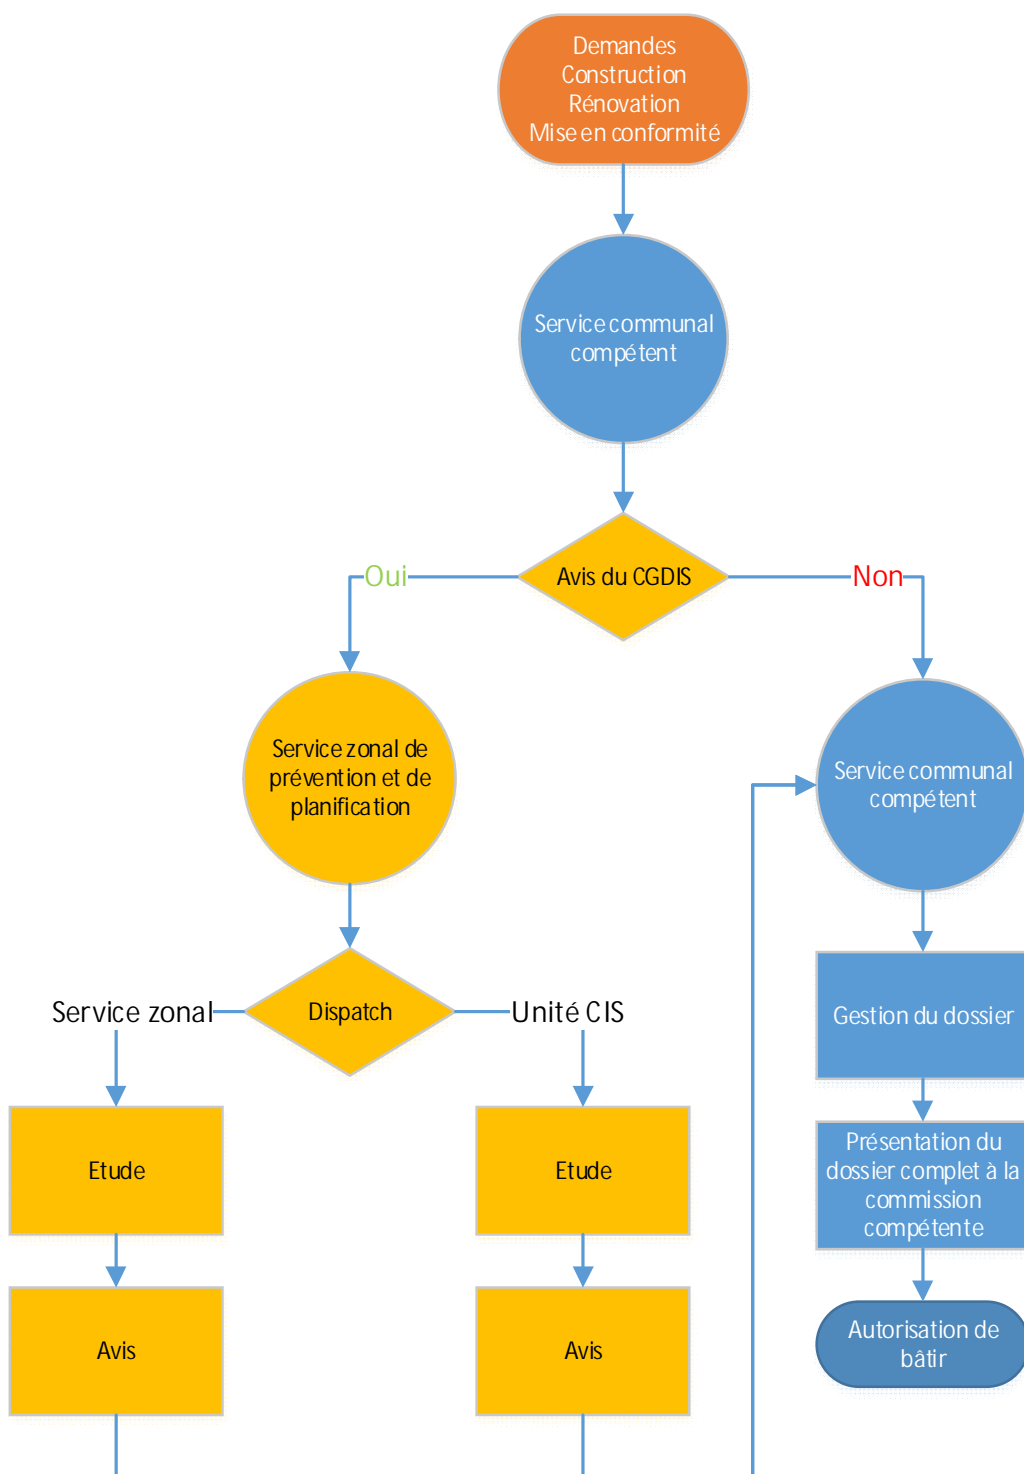 Demandes
Construction
Rénovation
Mise en conformité
Service communal
compétent
Avis du CGDIS
Oui
Non
Service zonal de
prévention et de
planification
Service communal
compétent
Dispatch
Service zonal
Unité CIS
Gestion du dossier
Etude
Etude
Présentation du
dossier complet à la
commission
compétente
Avis
Avis
Autorisation de
bâtir